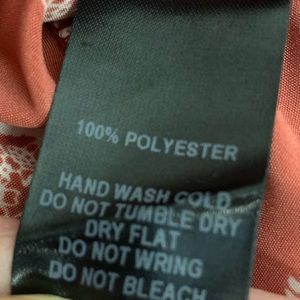 100% POLYESTER
HAND WASH COLD
DO NOT TUMBLE DRY
DRY FLAT
DO NOT WRING
DO NOT BLEACH